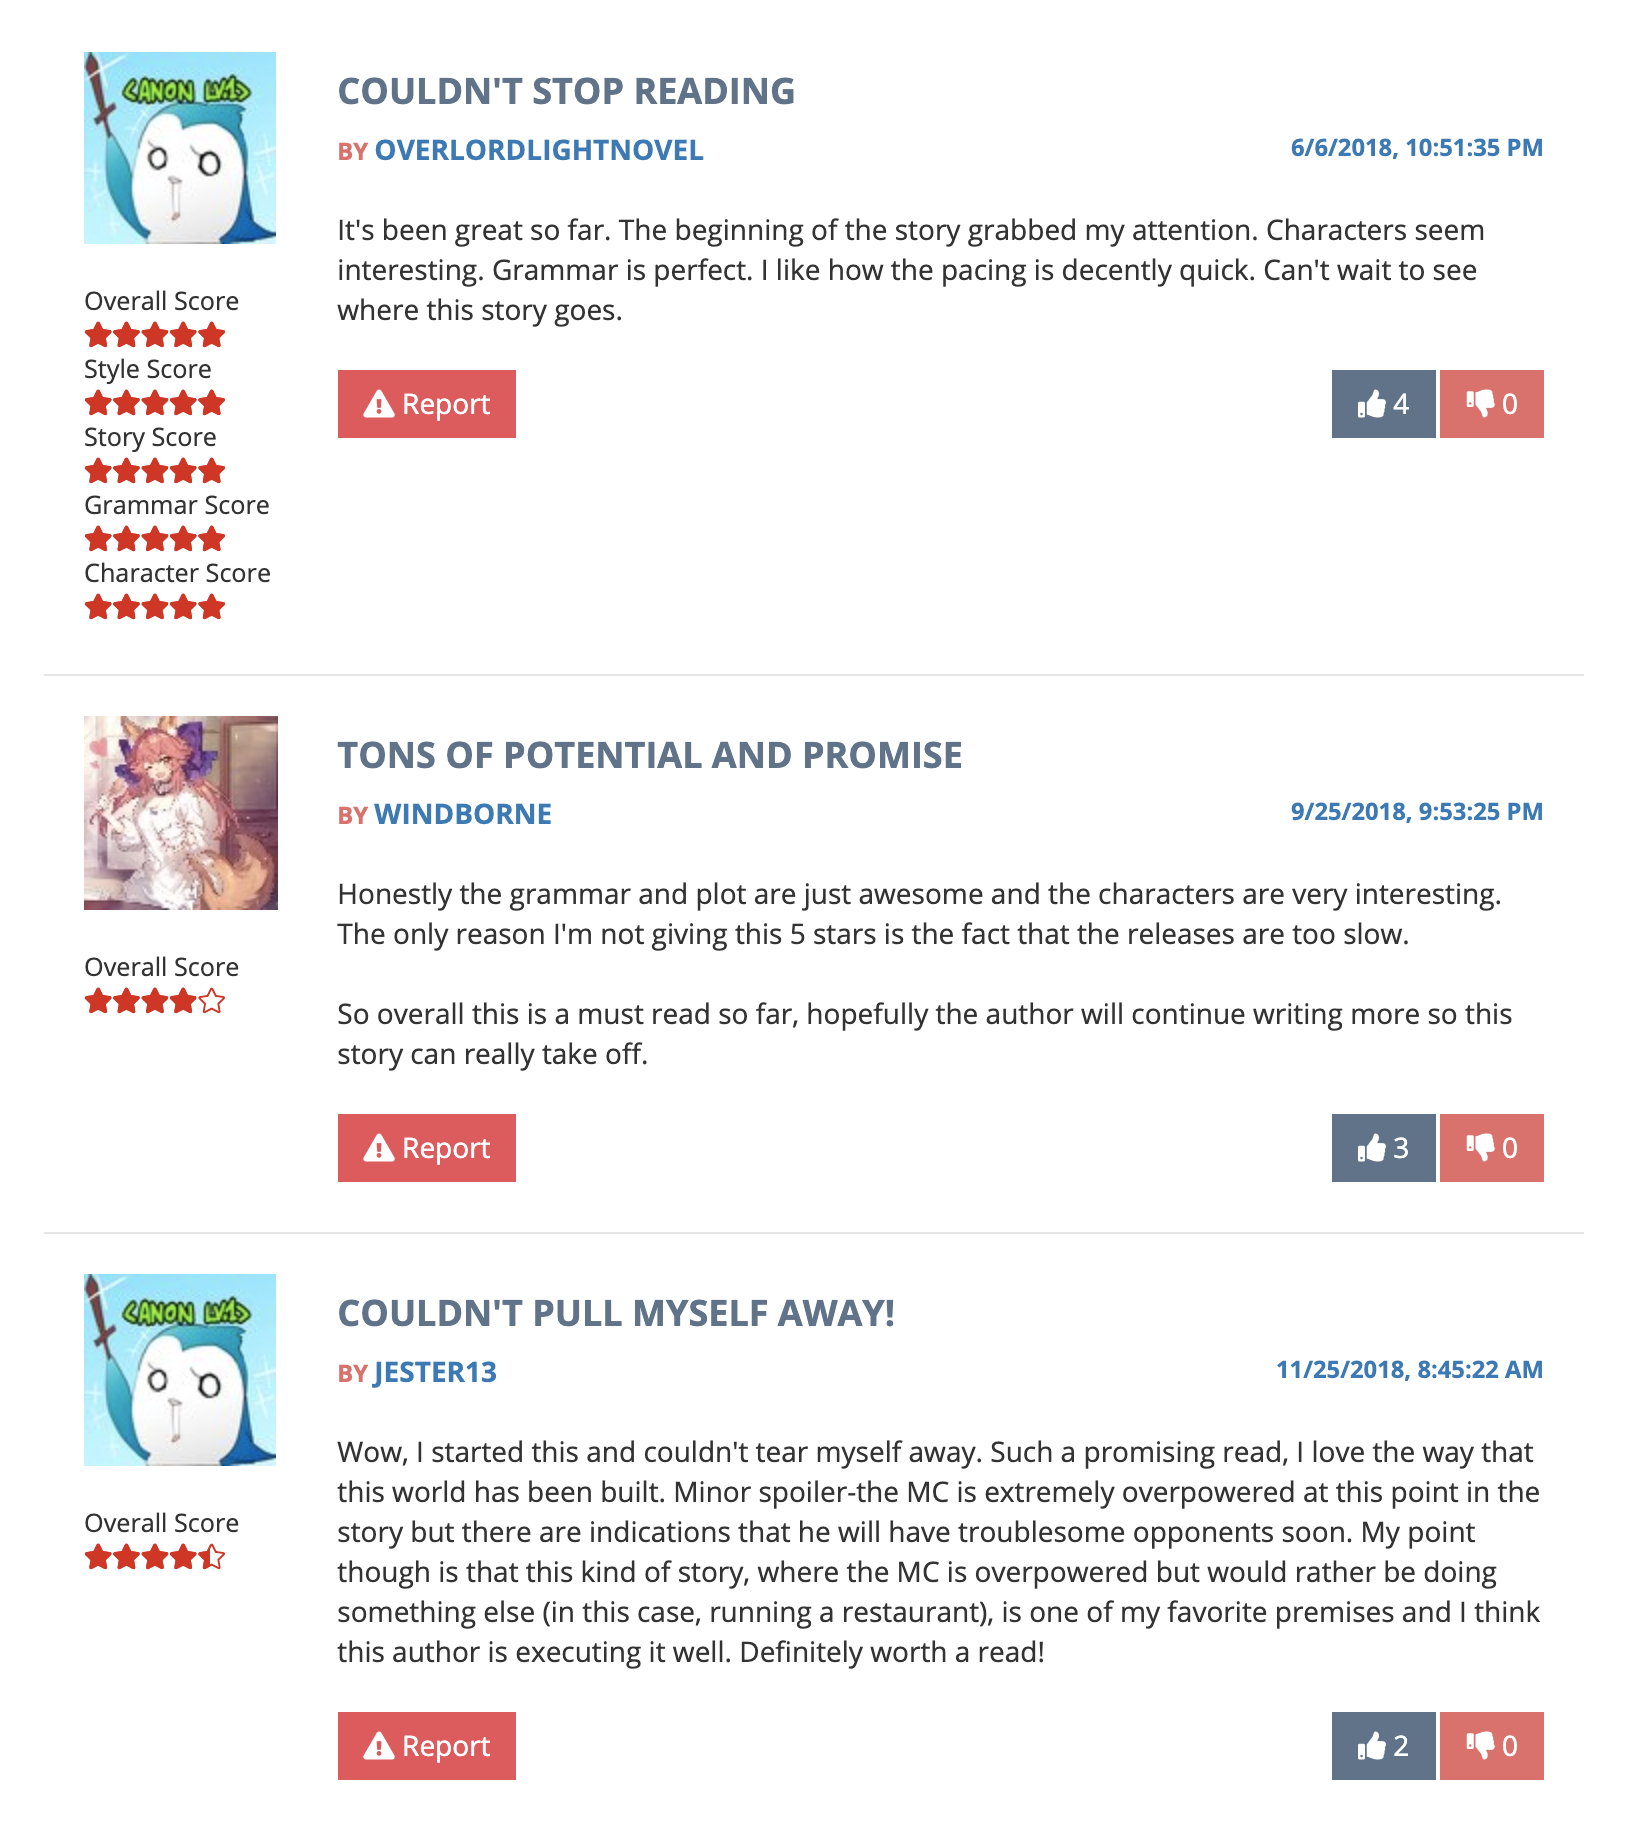 CANON LVL1
COULDN'T STOP READING
BY OVERLORDLIGHTNOVEL
6/6/2018, 10:51:35 PM
It's been great so far. The beginning of the story grabbed my attention. Characters seem
interesting. Grammar is perfect. I like how the pacing is decently quick. Can't wait to see
where this story goes.
Overall Score
Style Score
Story Score
Grammar Score
Character Score
Report
4
0
TONS OF POTENTIAL AND PROMISE
BY WINDBORNE
9/25/2018, 9:53:25 PM
Honestly the grammar and plot are just awesome and the characters are very interesting.
The only reason I'm not giving this 5 stars is the fact that the releases are too slow.
So overall this is a must read so far, hopefully the author will continue writing more so this
story can really take off.
Overall Score
Report
3
0
CANON LVL1
COULDN'T PULL MYSELF AWAY!
BY JESTER13
11/25/2018, 8:45:22 AM
Wow, I started this and couldn't tear myself away. Such a promising read, I love the way that
this world has been built. Minor spoiler-the MC is extremely overpowered at this point in the
story but there are indications that he will have troublesome opponents soon. My point
though is that this kind of story, where the MC is overpowered but would rather be doing
something else (in this case, running a restaurant), is one of my favorite premises and I think
this author is executing it well. Definitely worth a read!
Overall Score
Report
2
0